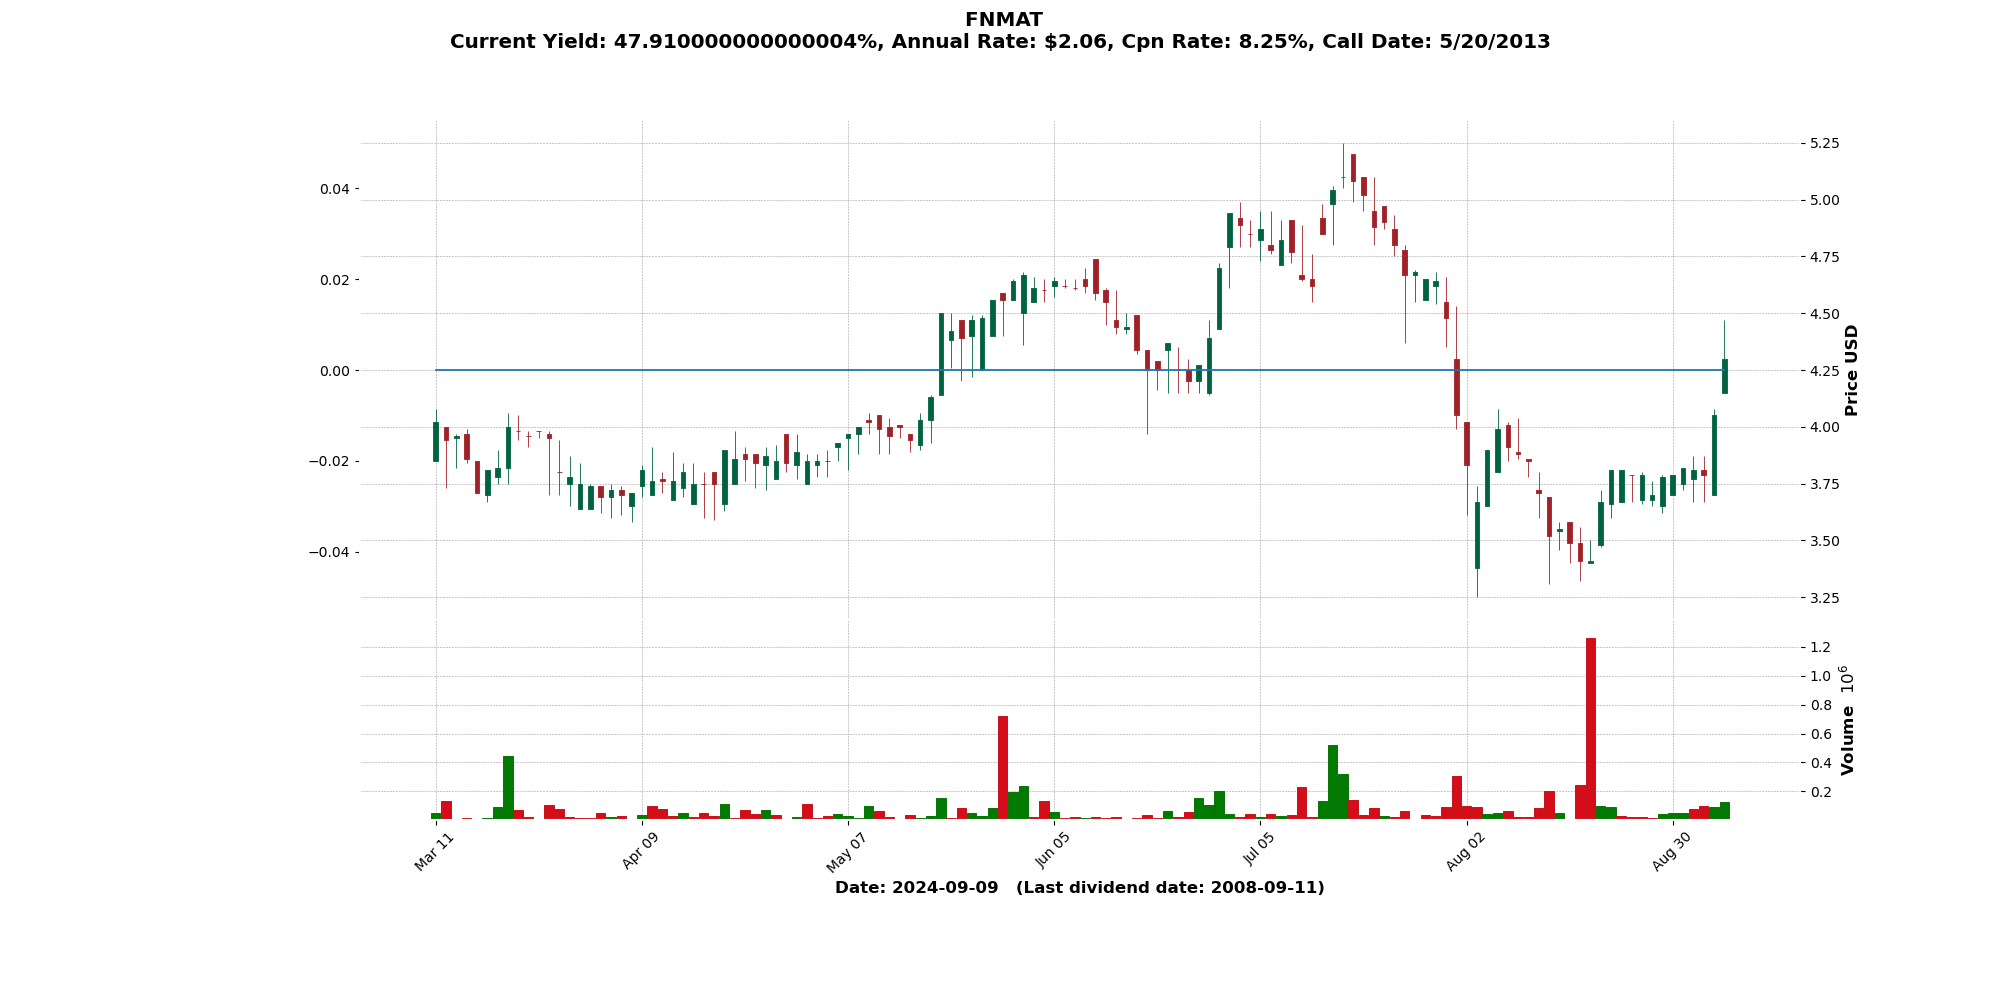 FNMAT
Current Yield: 47.910000000000004%, Annual Rate: $2.06, Cpn Rate: 8.25%, Call Date: 5/20/2013
0.04
0.02
0.00
−0.02
−0.04
5.25
5.00
4.75
4.50
4.25
4.00
3.75
3.50
3.25
Price USD
1.2
1.0
0.8
0.6
0.4
0.2
Volume 10^6
Mar 11
Apr 09
May 07
Jun 05
Jul 05
Aug 02
Aug 30
Date: 2024-09-09 (Last dividend date: 2008-09-11)